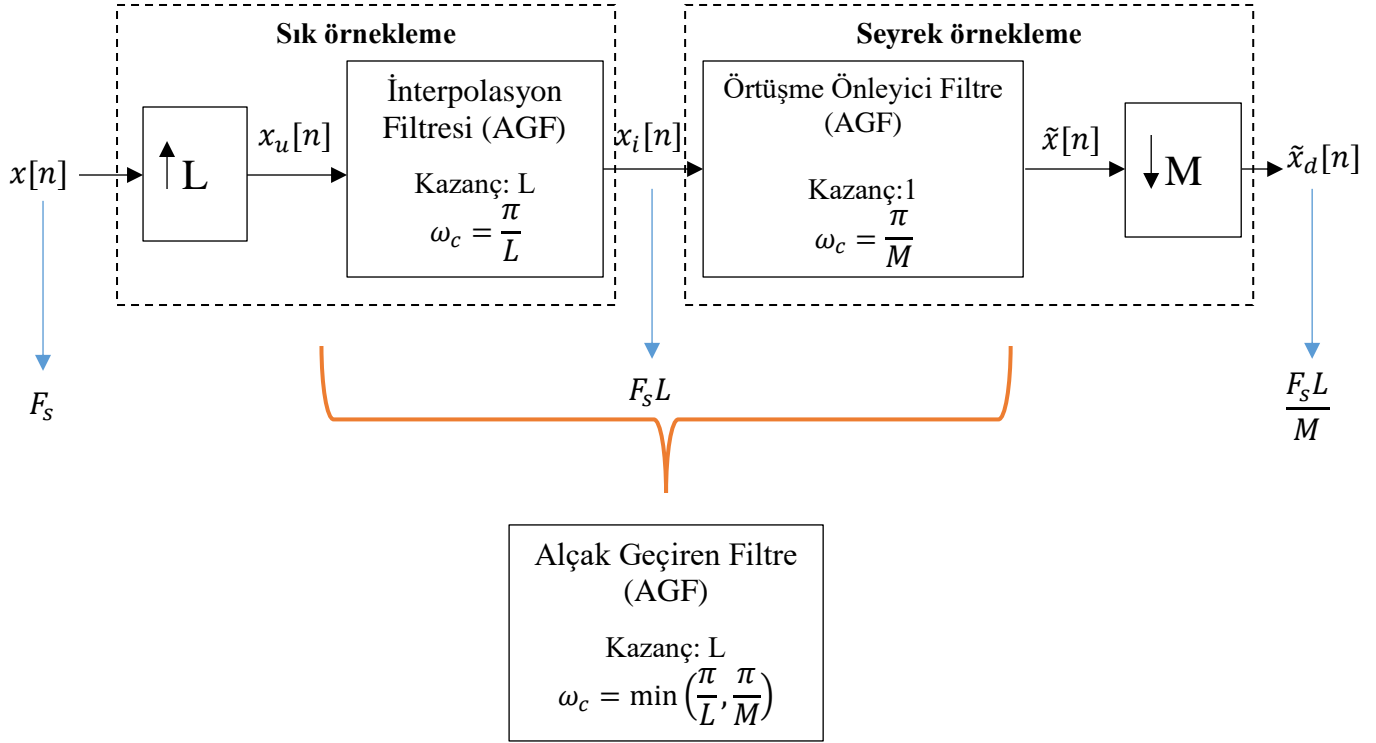 Sık örnekleme
Seyrek örnekleme
x[n]
↑ L
x_u[n]
İnterpolasyon
Filtresi (AGF)
Kazanç: L
ω_c = π/L
x_i[n]
Örtüşme Önleyici Filtre
(AGF)
Kazanç:1
ω_c = π/M
x̃[n]
↓ M
x̃_d[n]
F_s
F_sL
F_sL/M
Alçak Geçiren Filtre
(AGF)
Kazanç: L
ω_c = min (π/L, π/M)